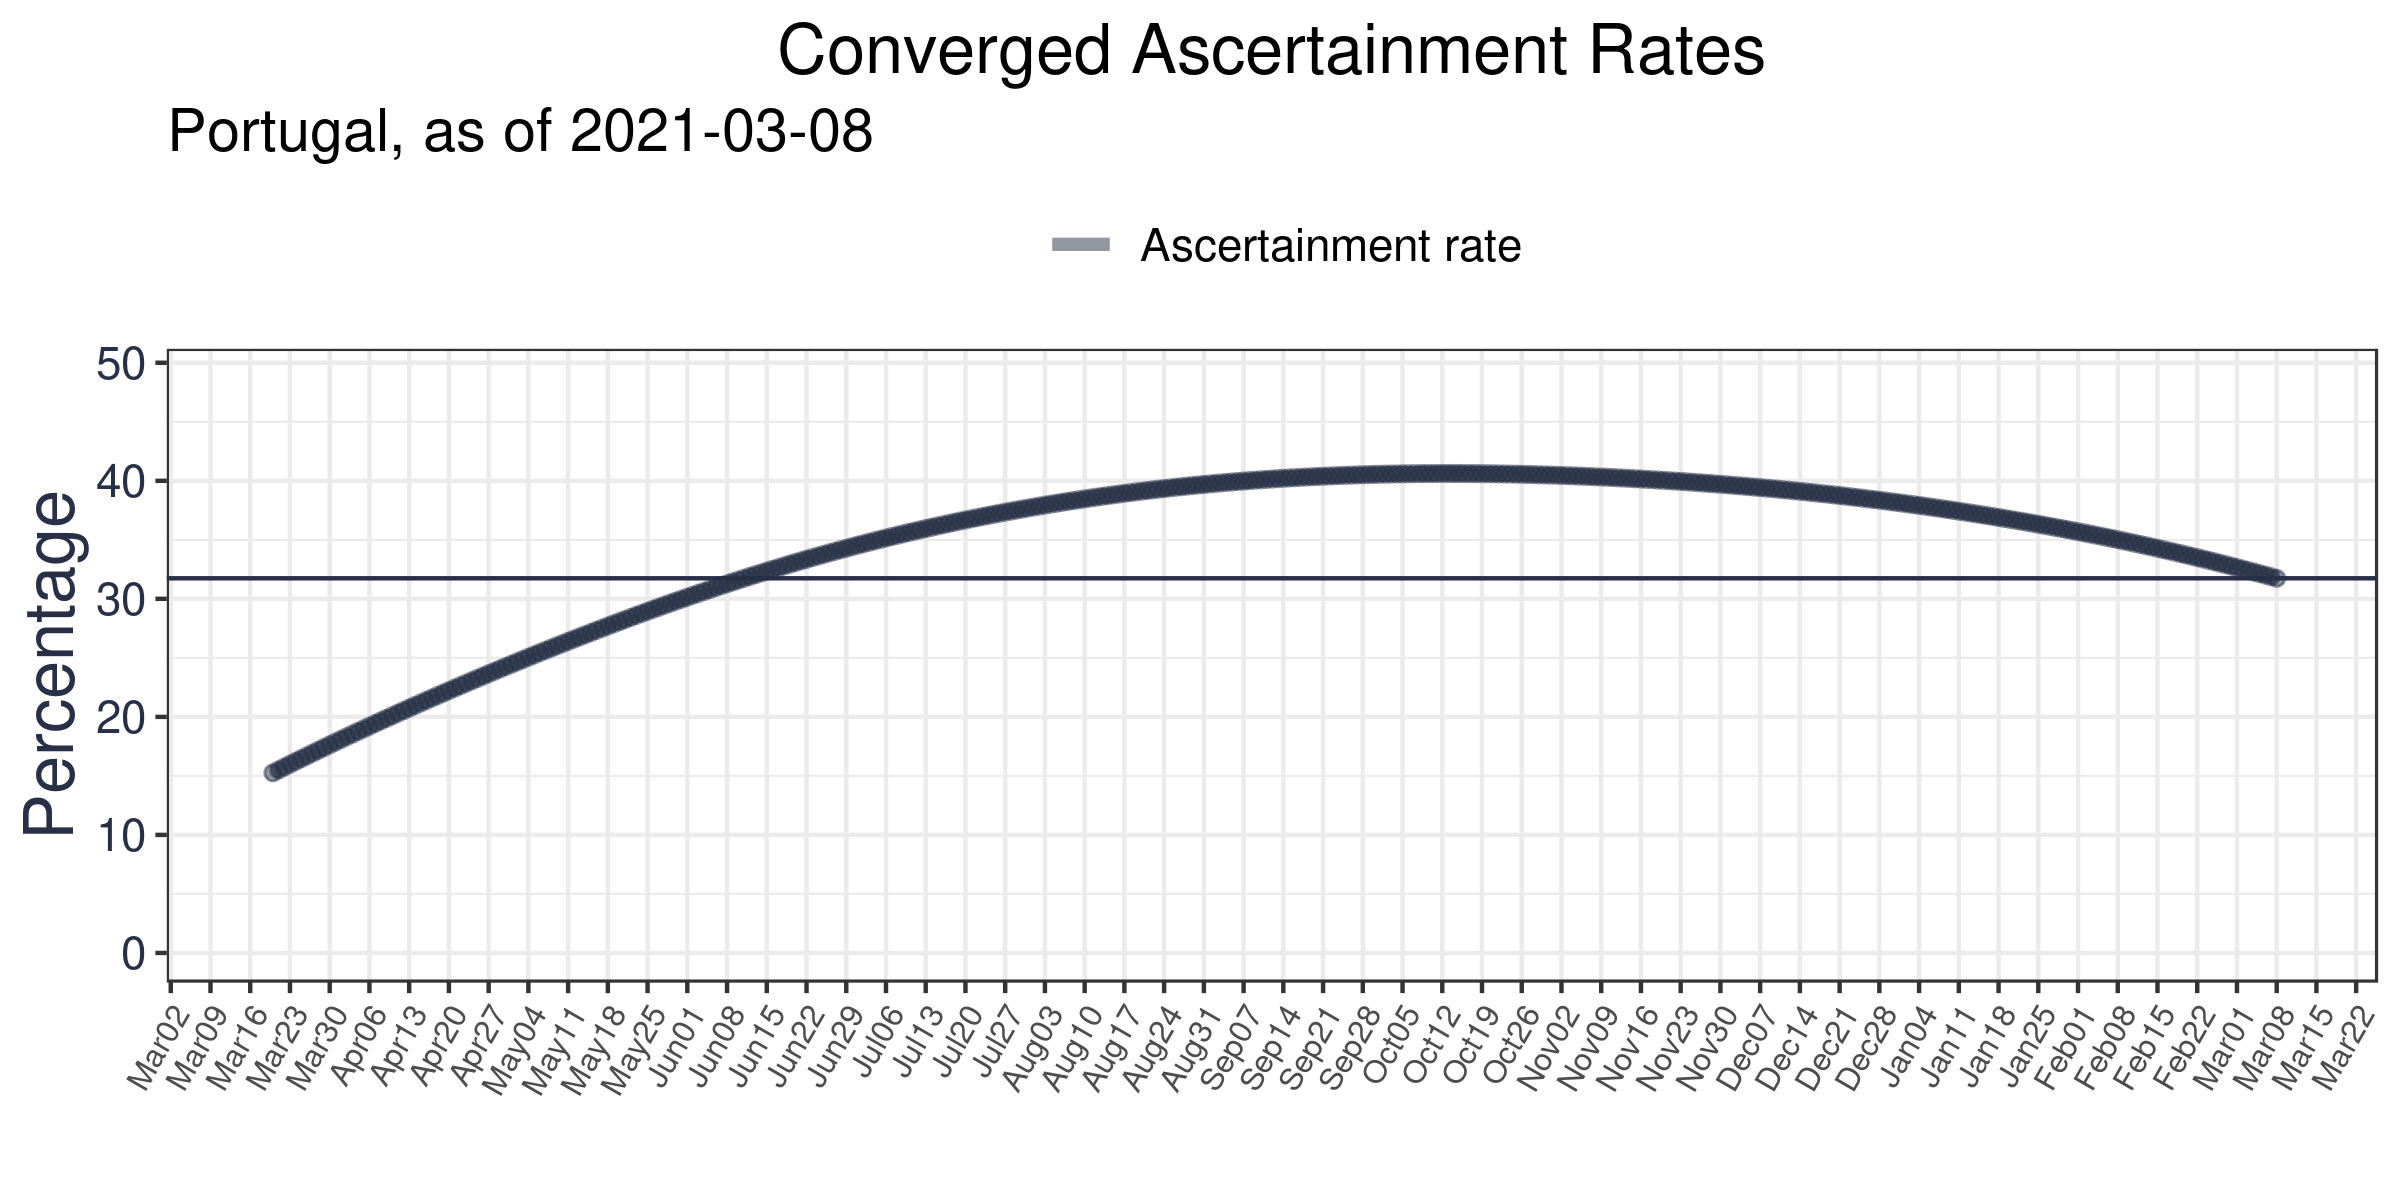 Converged Ascertainment Rates
Portugal, as of 2021-03-08
Ascertainment rate
Percentage
50
40
30
20
10
0
Mar02 Mar09 Mar16 Mar23 Mar30 Apr06 Apr13 Apr20 Apr27 May04 May11 May18 May25 Jun01 Jun08 Jun15 Jun22 Jun29 Jul06 Jul13 Jul20 Jul27 Aug03 Aug10 Aug17 Aug24 Aug31 Sep07 Sep14 Sep21 Sep28 Oct05 Oct12 Oct19 Oct26 Nov02 Nov09 Nov16 Nov23 Nov30 Dec07 Dec14 Dec21 Dec28 Jan04 Jan11 Jan18 Jan25 Feb01 Feb08 Feb15 Feb22 Mar01 Mar08 Mar15 Mar22